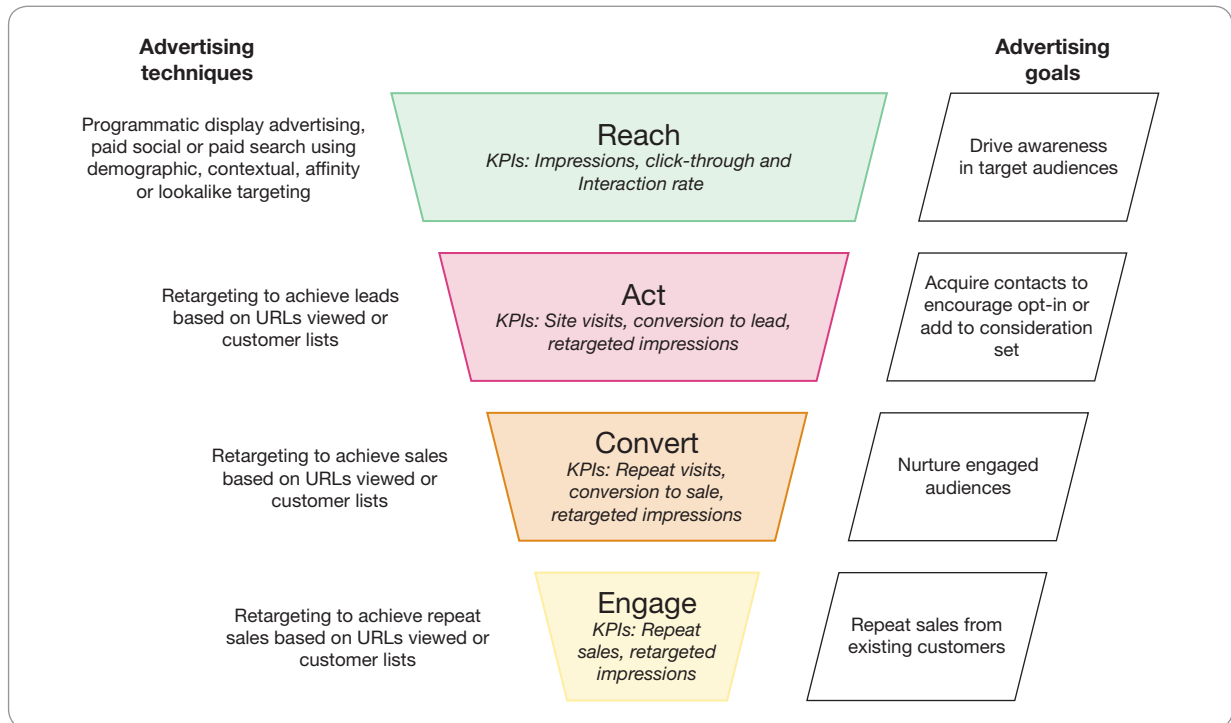 Advertising
techniques
Advertising
goals
Programmatic display advertising,
paid social or paid search using
demographic, contextual, affinity
or lookalike targeting
Reach
KPIs: Impressions, click-through and
Interaction rate
Drive awareness
in target audiences
Retargeting to achieve leads
based on URLs viewed or
customer lists
Act
KPIs: Site visits, conversion to lead,
retargeted impressions
Acquire contacts to
encourage opt-in or
add to consideration
set
Retargeting to achieve sales
based on URLs viewed or
customer lists
Convert
KPIs: Repeat visits,
conversion to sale,
retargeted impressions
Nurture engaged
audiences
Retargeting to achieve repeat
sales based on URLs viewed or
customer lists
Engage
KPIs: Repeat
sales, retargeted
impressions
Repeat sales from
existing customers